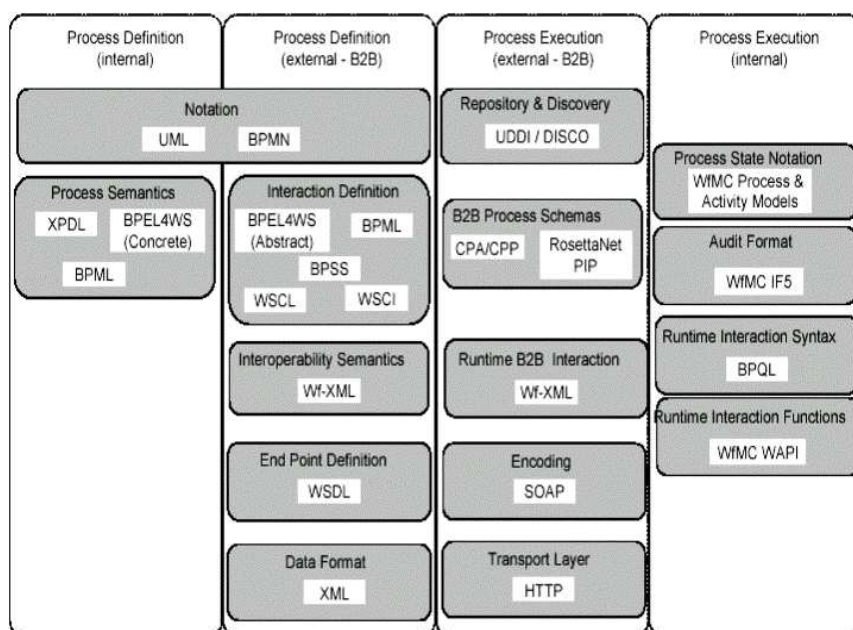 Process Definition
(internal)
Process Definition
(external - B2B)
Process Execution
(external - B2B)
Process Execution
(internal)
Notation
UML
BPMN
Process Semantics
XPDL
BPEL4WS
(Concrete)
BPML
Interaction Definition
BPEL4WS
(Abstract)
BPML
BPSS
WSCL
WSCI
Interoperability Semantics
Wf-XML
End Point Definition
WSDL
Data Format
XML
Repository & Discovery
UDDI / DISCO
B2B Process Schemas
CPA/CPP
RosettaNet
PIP
Runtime B2B Interaction
Wf-XML
Encoding
SOAP
Transport Layer
HTTP
Process State Notation
WfMC Process &
Activity Models
Audit Format
WfMC IF5
Runtime Interaction Syntax
BPQL
Runtime Interaction Functions
WfMC WAPI